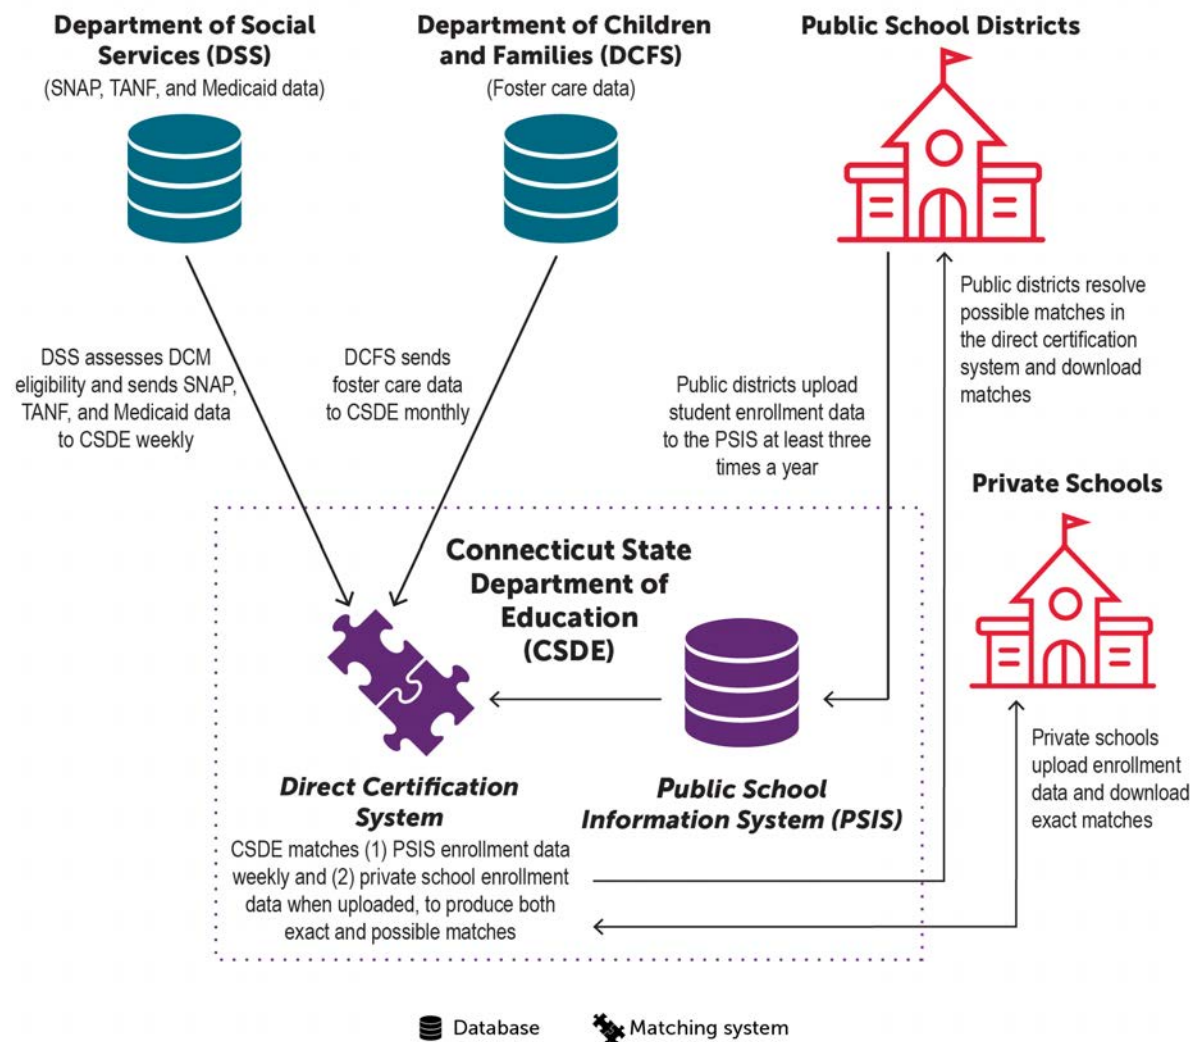 Department of Social
Services (DSS)
(SNAP, TANF, and Medicaid data)
Department of Children
and Families (DCFS)
(Foster care data)
Public School Districts
DSS assesses DCM
eligibility and sends SNAP,
TANF, and Medicaid data
to CSDE weekly
DCFS sends
foster care data
to CSDE monthly
Public districts upload
student enrollment data
to the PSIS at least three
times a year
Public districts resolve
possible matches in
the direct certification
system and download
matches
Private Schools
Connecticut State
Department of
Education
(CSDE)
Direct Certification
System
CSDE matches (1) PSIS enrollment data
weekly and (2) private school enrollment
data when uploaded, to produce both
exact and possible matches
Public School
Information System (PSIS)
Private schools
upload enrollment
data and download
exact matches
Database
Matching system